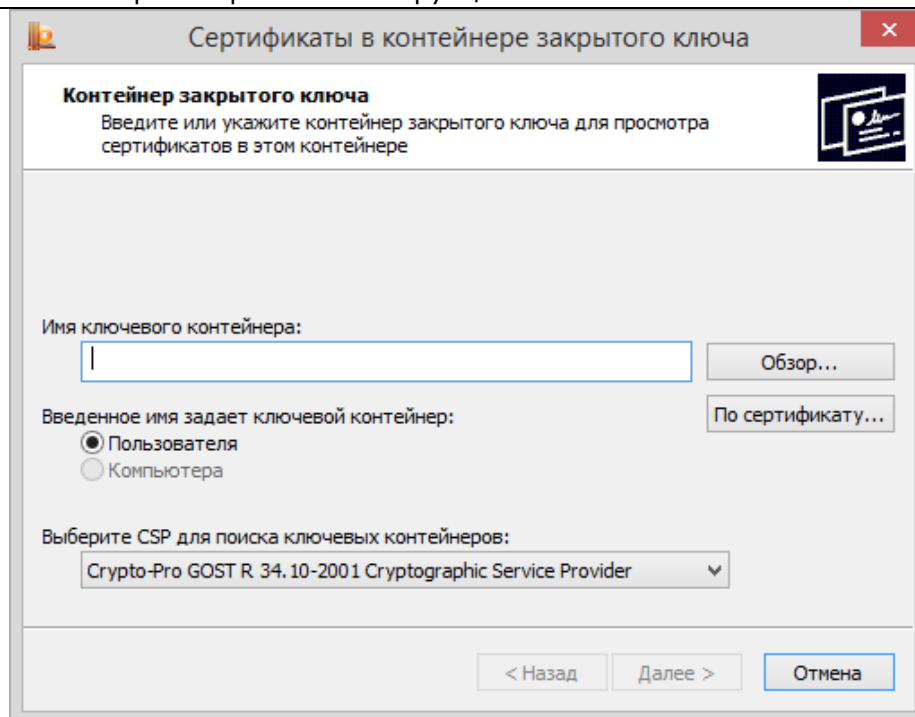 Сертификаты в контейнере закрытого ключа
Контейнер закрытого ключа
Введите или укажите контейнер закрытого ключа для просмотра
сертификатов в этом контейнере
Имя ключевого контейнера:
Обзор...
Введенное имя задает ключевой контейнер:
По сертификату...
Пользователя
Компьютера
Выберите CSP для поиска ключевых контейнеров:
Crypto-Pro GOST R 34.10-2001 Cryptographic Service Provider
< Назад
Далее >
Отмена